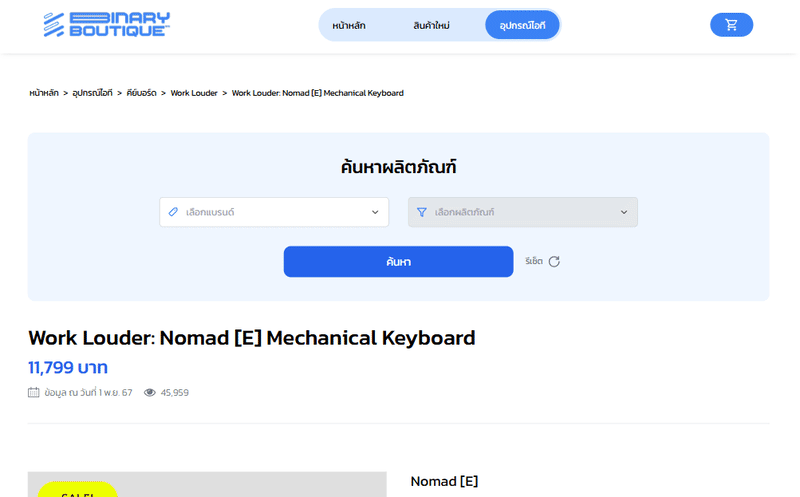 BINARY
BOUTIQUE
หน้าหลัก
สินค้าใหม่
อุปกรณ์ไอที
หน้าหลัก > อุปกรณ์ไอที > คีย์บอร์ด > Work Louder > Work Louder: Nomad [E] Mechanical Keyboard
ค้นหาผลิตภัณฑ์
เลือกแบรนด์
เลือกผลิตภัณฑ์
ค้นหา
รีเซ็ต
Work Louder: Nomad [E] Mechanical Keyboard
11,799 บาท
ข้อมูล ณ วันที่ 1 พ.ย. 67
45,959
SALE!
Nomad [E]